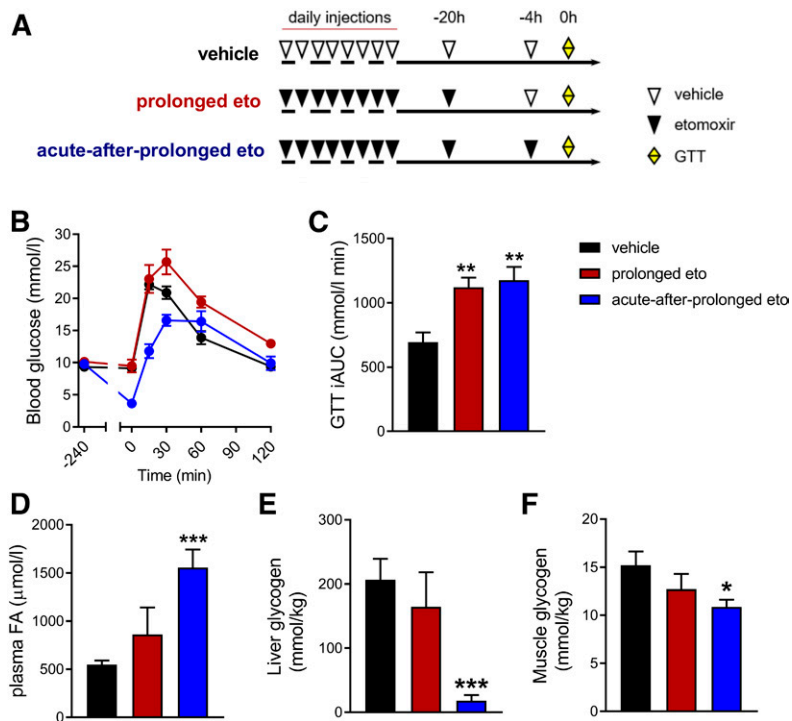 A
daily injections
-20h
-4h
0h
vehicle
prolonged eto
acute-after-prolonged eto
vehicle
etomoxir
GTT
B
Blood glucose (mmol/l)
30
25
20
15
10
5
0
-240
0
30
60
90
120
Time (min)
C
GTT iAUC (mmol/l min)
1500
1000
500
0
**
**
vehicle
prolonged eto
acute-after-prolonged eto
D
plasma FA (μmol/l)
2000
1500
1000
500
0
***
E
Liver glycogen
(mmol/kg)
300
200
100
0
***
F
Muscle glycogen
(mmol/kg)
20
15
10
5
0
*